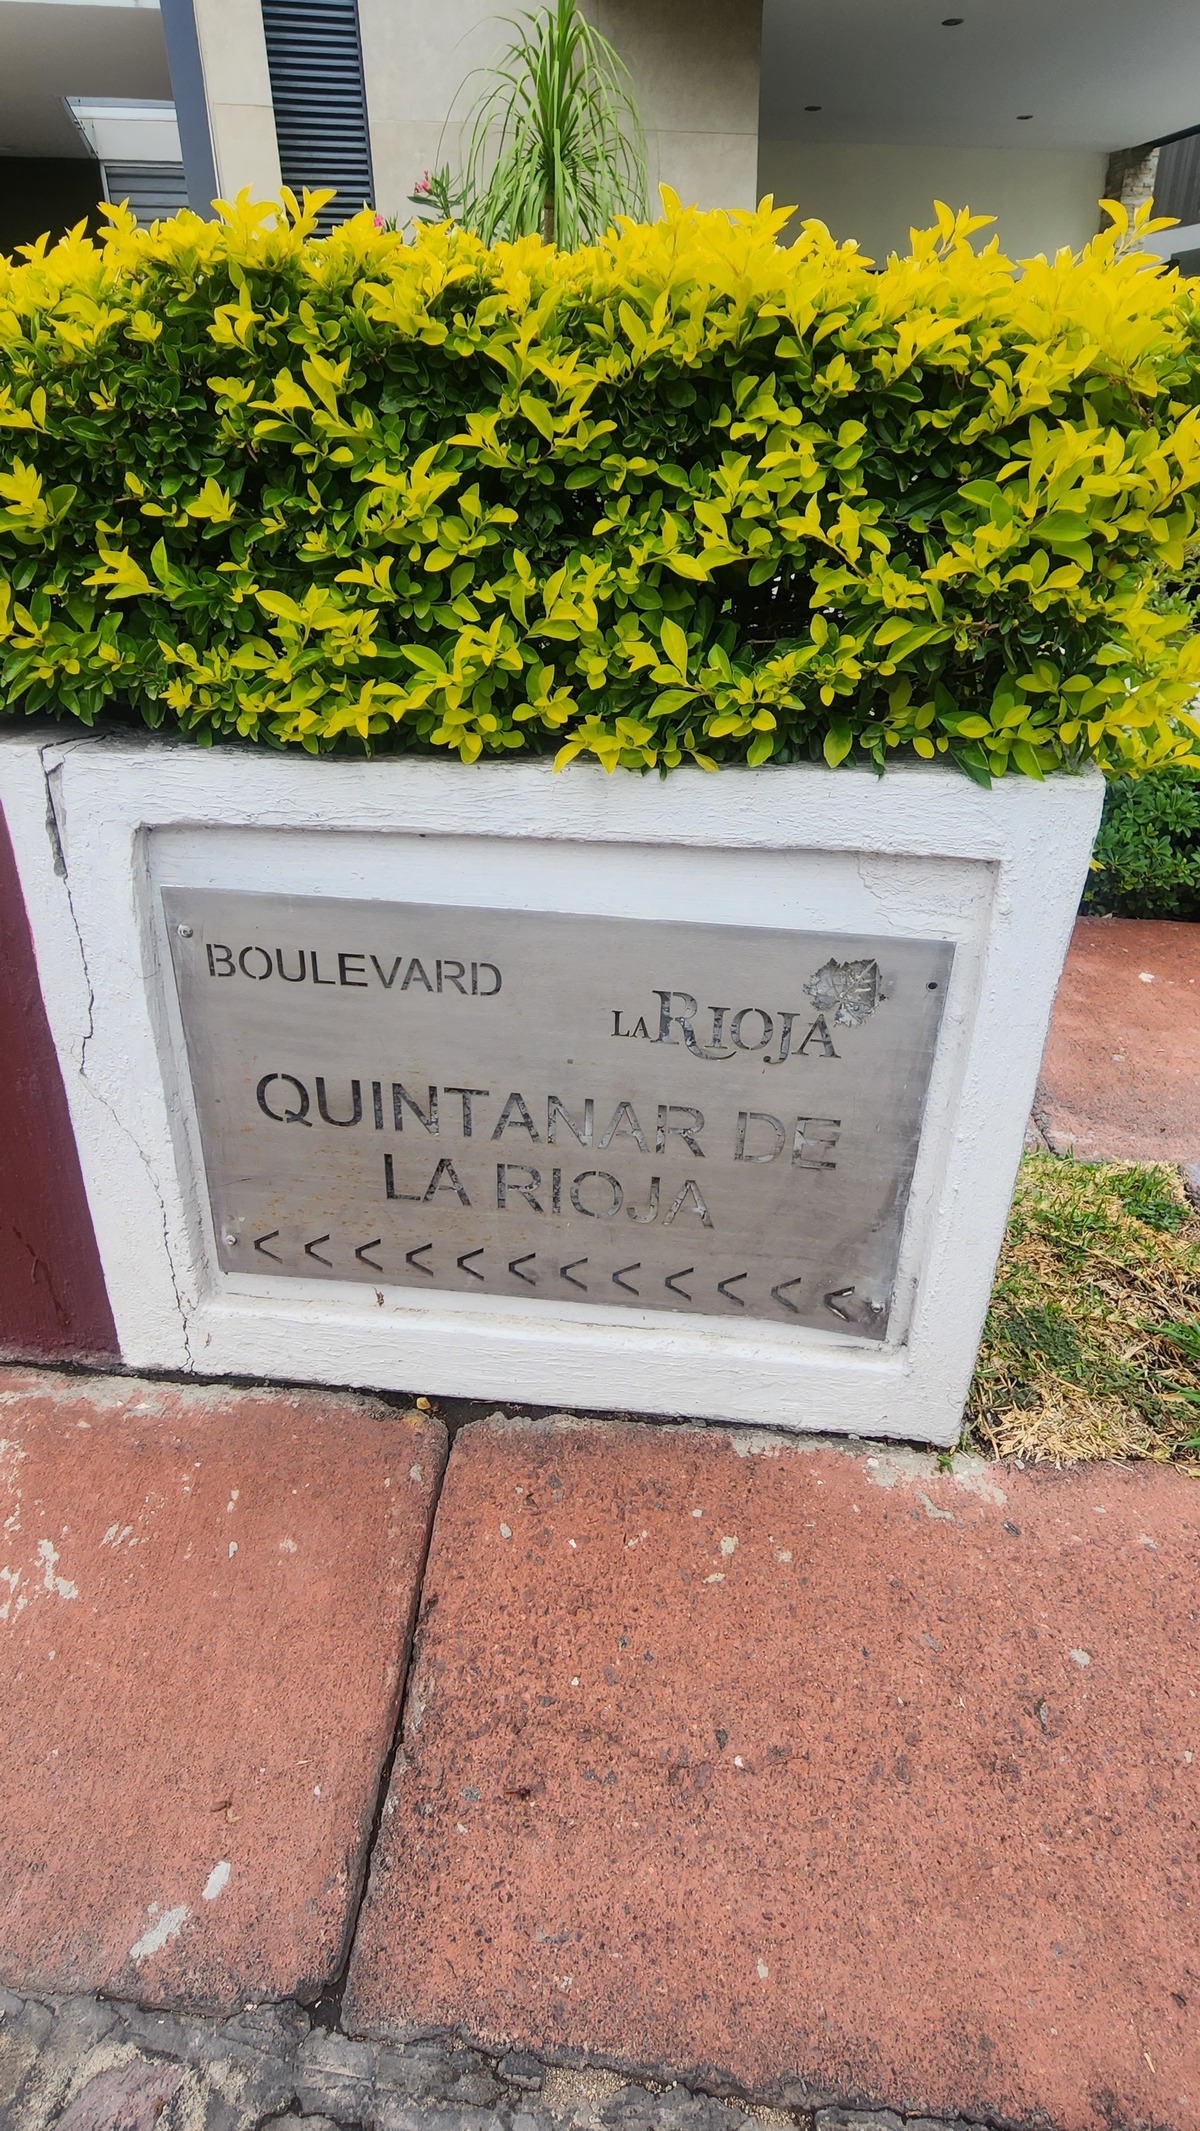 BOULEVARD
LA RIOJA
QUINTANAR DE
LA RIOJA
< < < < < < < < < < < <